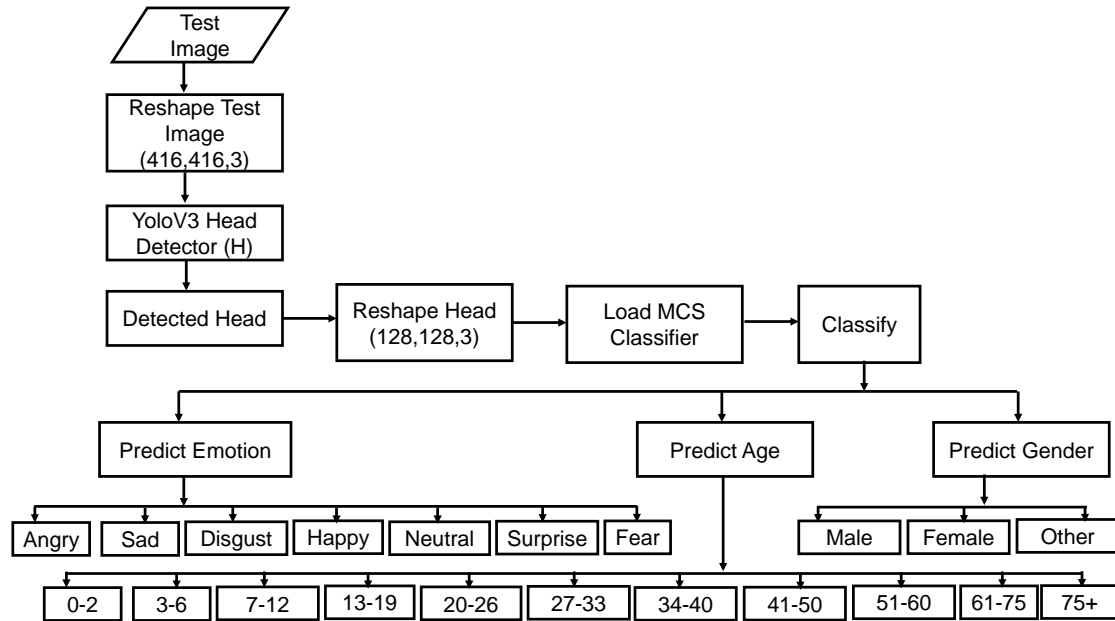 Test
Image
Reshape Test
Image
(416,416,3)
YoloV3 Head
Detector (H)
Detected Head
Reshape Head
(128,128,3)
Load MCS
Classifier
Classify
Predict Emotion
Predict Age
Predict Gender
Angry
Sad
Disgust
Happy
Neutral
Surprise
Fear
Male
Female
Other
0-2
3-6
7-12
13-19
20-26
27-33
34-40
41-50
51-60
61-75
75+